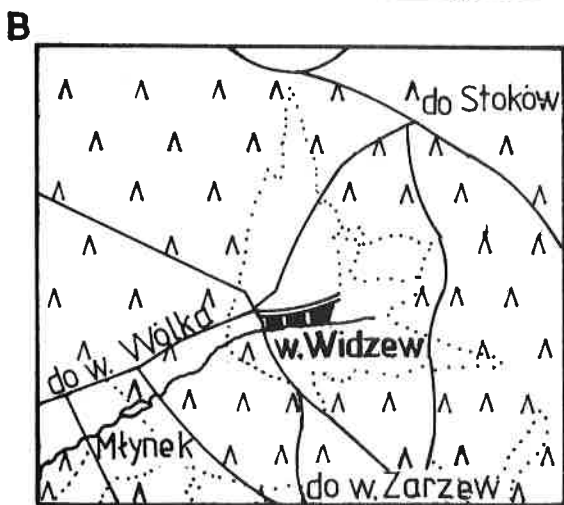 B
do Stoków
do w. Wólka
w. Widzew
Młynek
do w. Zarzew